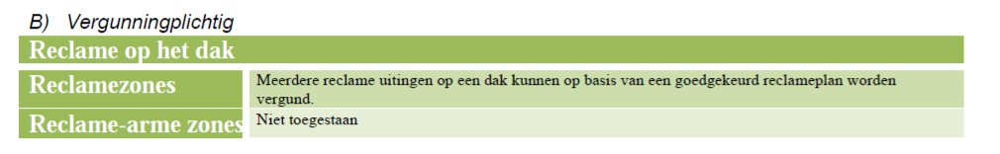 B) Vergunningplichtig
Reclame op het dak
Reclamezones
Meerdere reclame uitingen op een dak kunnen op basis van een goedgekeurd reclameplan worden
vergund.
Reclame-arme zones
Niet toegestaan